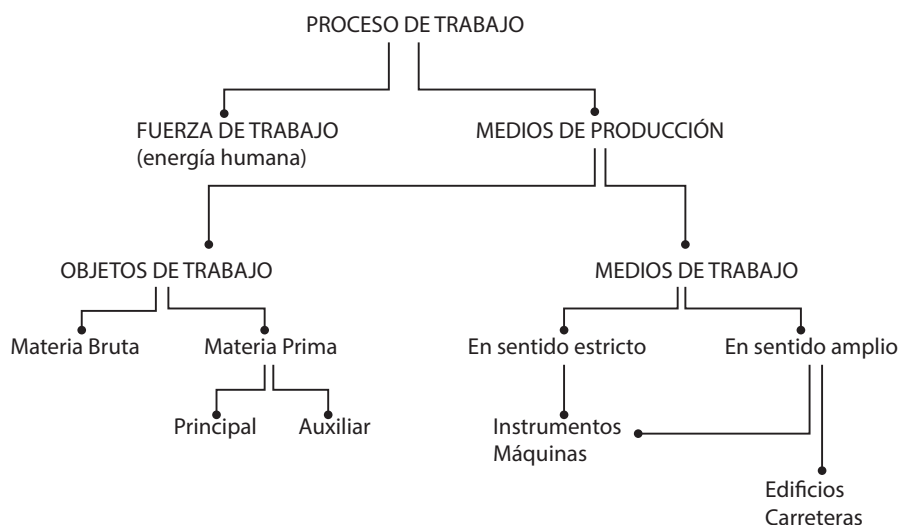 PROCESO DE TRABAJO
FUERZA DE TRABAJO
(energía humana)
MEDIOS DE PRODUCCIÓN
OBJETOS DE TRABAJO
MEDIOS DE TRABAJO
Materia Bruta
Materia Prima
En sentido estricto
En sentido amplio
Principal
Auxiliar
Instrumentos
Máquinas
Edificios
Carreteras